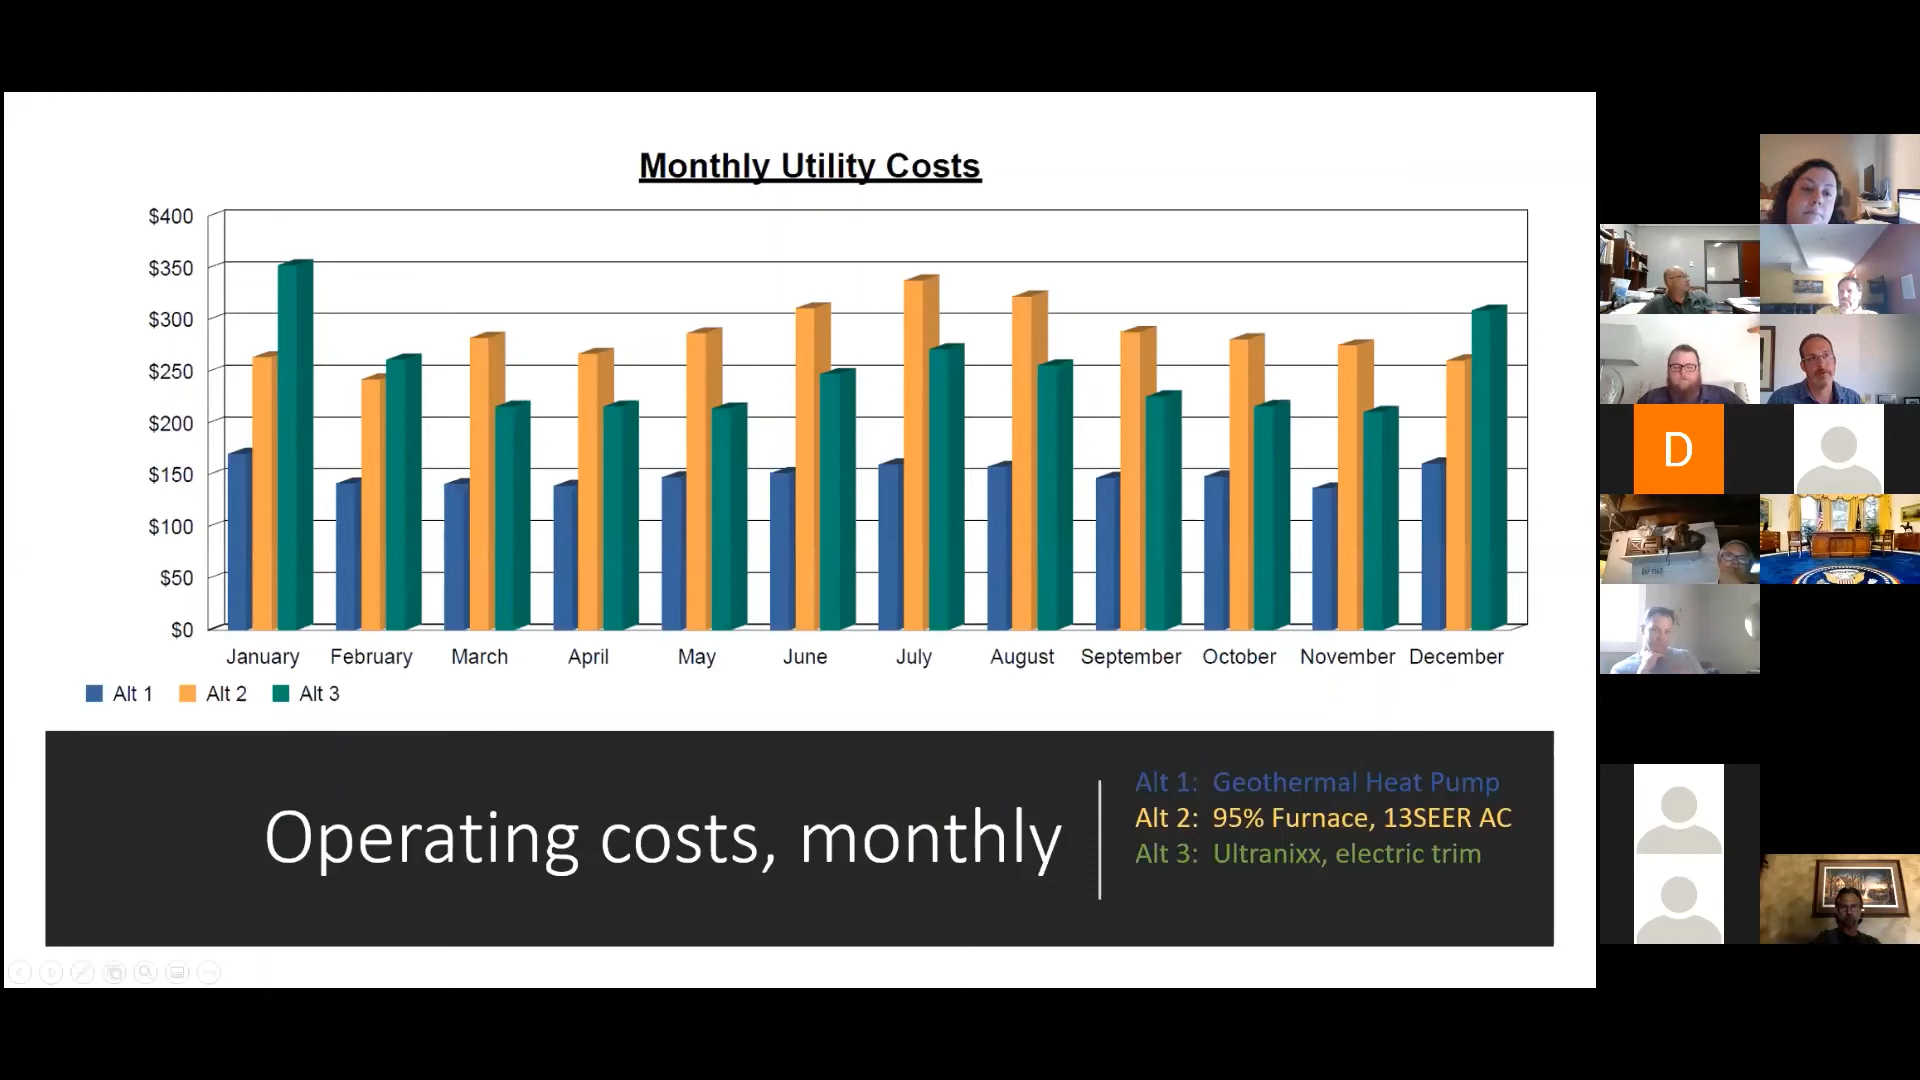 Monthly Utility Costs
$400
$350
$300
$250
$200
$150
$100
$50
$0
January February March April May June July August September October November December
Alt 1 Alt 2 Alt 3
Operating costs, monthly
Alt 1: Geothermal Heat Pump
Alt 2: 95% Furnace, 13SEER AC
Alt 3: Ultranixx, electric trim
D